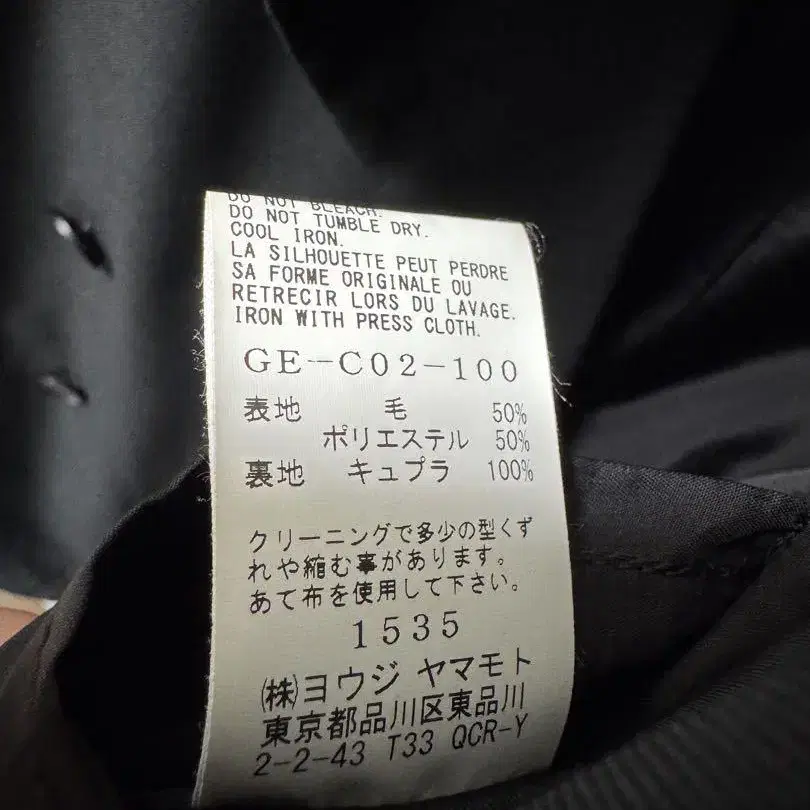 DO NOT BLEACH.
DO NOT TUMBLE DRY.
COOL IRON.
LA SILHOUETTE PEUT PERDRE
SA FORME ORIGINALE OU
RETRECIR LORS DU LAVAGE.
IRON WITH PRESS CLOTH.
GE-C02-100
表地 毛 50%
ポリエステル 50%
裏地 キュプラ 100%
クリーニングで多少の型くず
れや縮む事があります。
あて布を使用して下さい。
1535
㈱ヨウジ ヤマモト
東京都品川区東品川
2-2-43 T33 QCR-Y